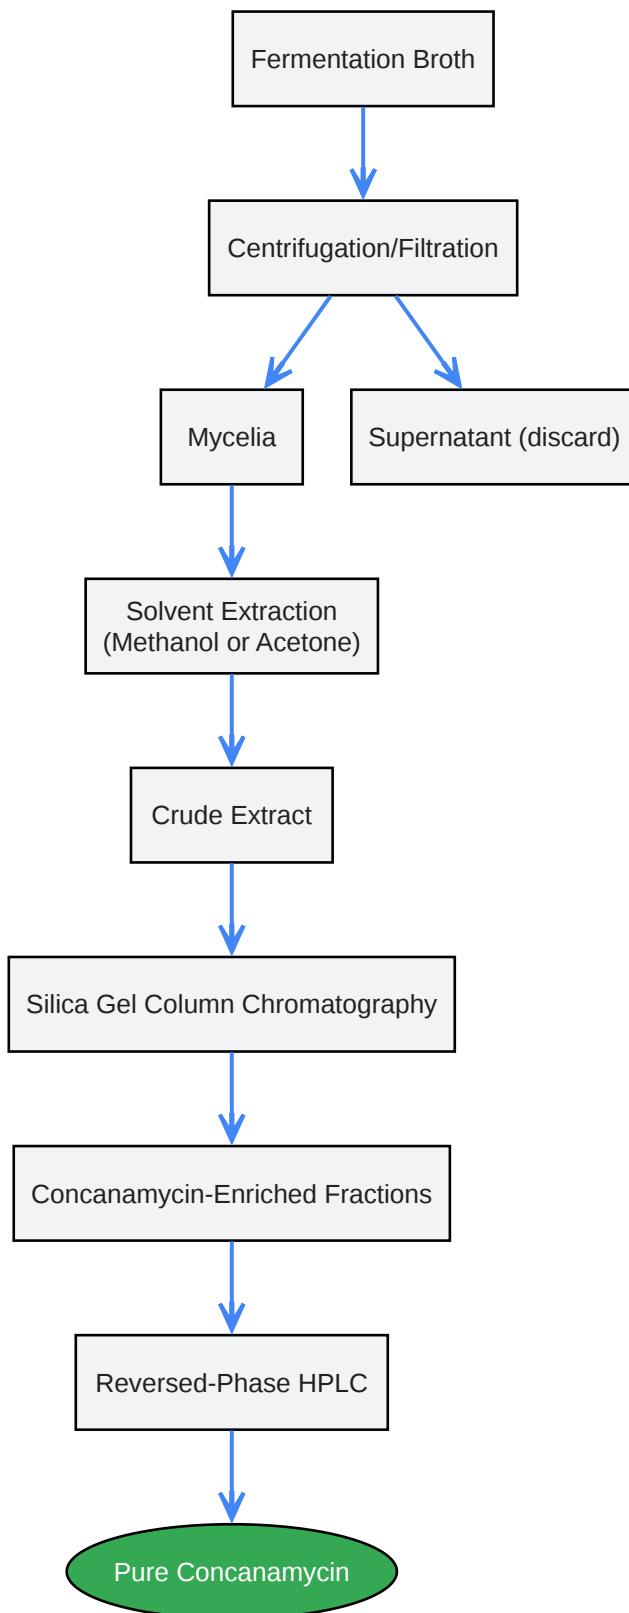 Fermentation Broth
Centrifugation/Filtration
Mycelia
Supernatant (discard)
Solvent Extraction
(Methanol or Acetone)
Crude Extract
Silica Gel Column Chromatography
Concanamycin-Enriched Fractions
Reversed-Phase HPLC
Pure Concanamycin